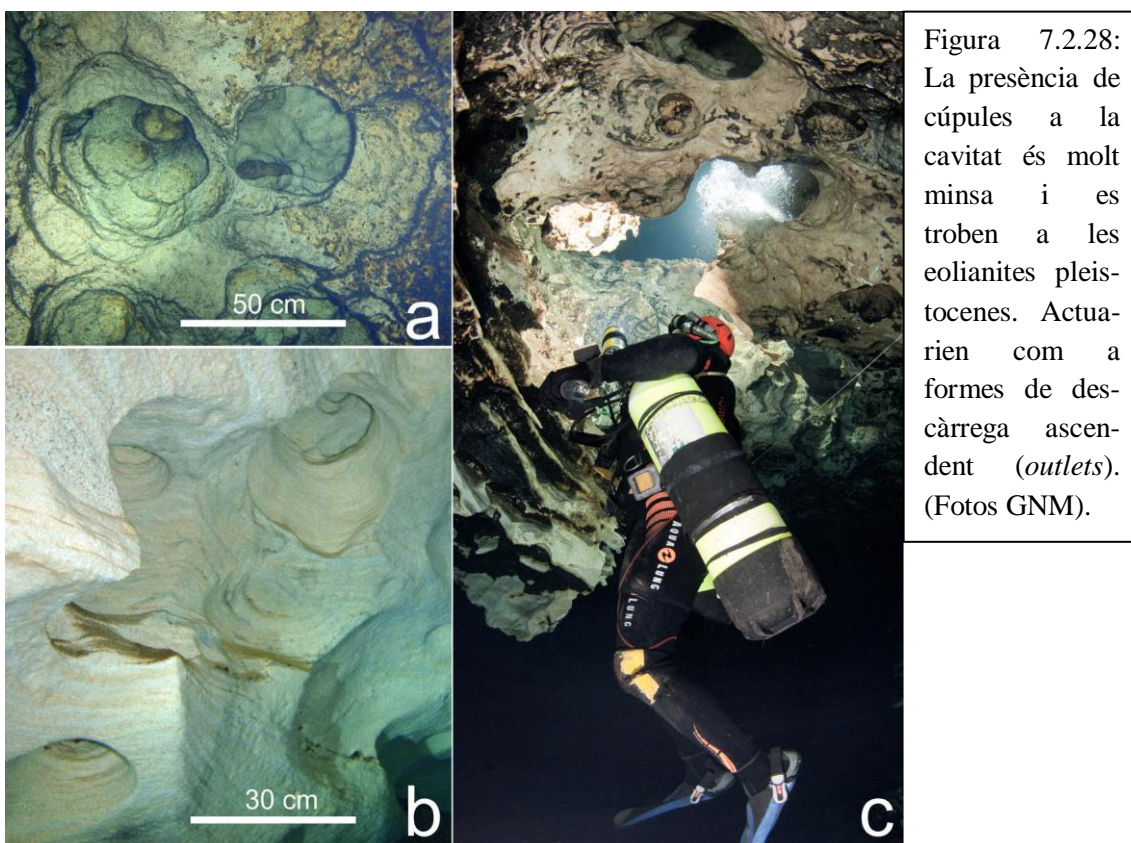 50 cm
a
30 cm
b
AQUA LUNG
LUNG
c
Figura 7.2.28:
La presència de
cúpules a la
cavitat és molt
minsa i es
troben a les
eolianites pleis-
tocenes. Actua-
rien com a
formes de des-
càrrega ascen-
dent (outlets).
(Fotos GNM).